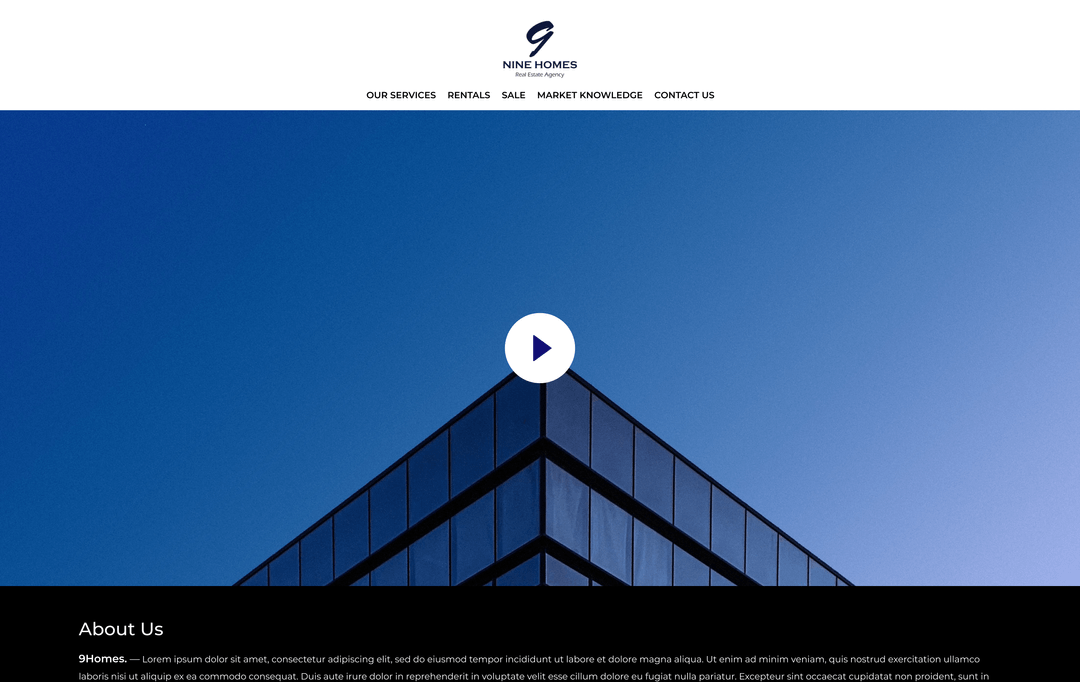 9
NINE HOMES
Real Estate Agency
OUR SERVICES RENTALS SALE MARKET KNOWLEDGE CONTACT US
About Us
9Homes. — Lorem ipsum dolor sit amet, consectetur adipiscing elit, sed do eiusmod tempor incididunt ut labore et dolore magna aliqua. Ut enim ad minim veniam, quis nostrud exercitation ullamco
laboris nisi ut aliquip ex ea commodo consequat. Duis aute irure dolor in reprehenderit in voluptate velit esse cillum dolore eu fugiat nulla pariatur. Excepteur sint occaecat cupidatat non proident, sunt in